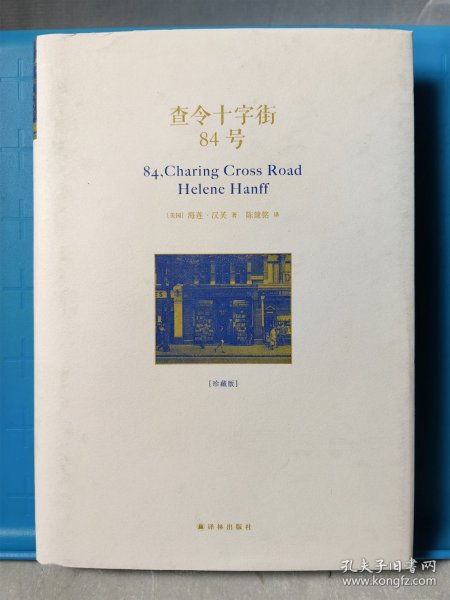 查令十字街
84号
84,Charing Cross Road
Helene Hanff
[美国] 海莲·汉芙 著 陈建铭 译
[珍藏版]
译林出版社
孔夫子旧书网
www.kongfz.com